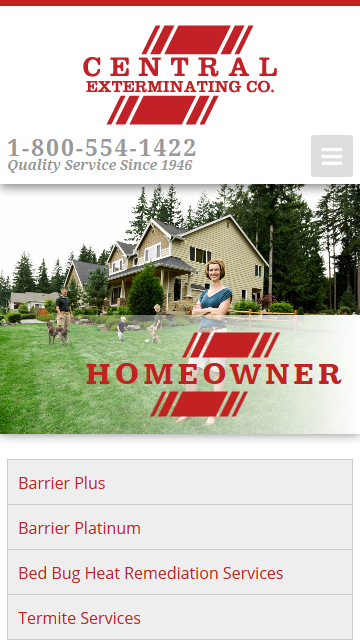 CENTRAL
EXTERMINATING CO.
1-800-554-1422
Quality Service Since 1946
HOMEOWNER
Barrier Plus
Barrier Platinum
Bed Bug Heat Remediation Services
Termite Services